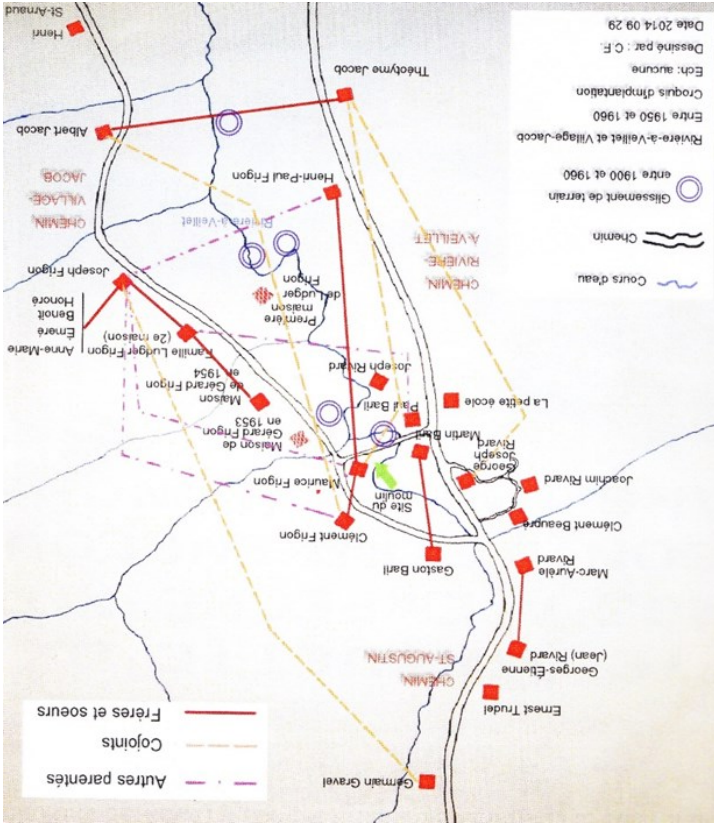 Autres parentés
Cojoints
Frères et soeurs
Germain Gravel
Ernest Trudel
Georges-Étienne
(Jean) Rivard
CHEMIN
ST-AUGUSTIN
Marc-Aurèle
Rivard
Gaston Baril
Clément Beaupré
Clément Frigon
Joachim Rivard
Site du
moulin
Maurice Frigon
George
Joseph
Rivard
Maison de
Gérard Frigon
en 1953
Martin Baril
Paul Baril
La petite école
Maison
de Gérard Frigon
en 1954
Joseph Rivard
Famille Ludger Frigon
(2e maison)
Anne-Marie
Émeré
Benoit
Honoré
Joseph Frigon
Première
maison
de Ludger
Frigon
CHEMIN
RIVIÈRE-
À-VEILLET
Rivière-à-Veillet
CHEMIN
VILLAGE-
JACOB
Henri-Paul Frigon
Albert Jacob
Théotyme Jacob
Henri
St-Arnaud
Cours d'eau
Chemin
Glissement de terrain
entre 1900 et 1960
Rivière-à-Veillet et Village-Jacob
Entre 1950 et 1960
Croquis d'implantation
Éch: aucune
Dessiné par : C.F.
Date 2014 09 29